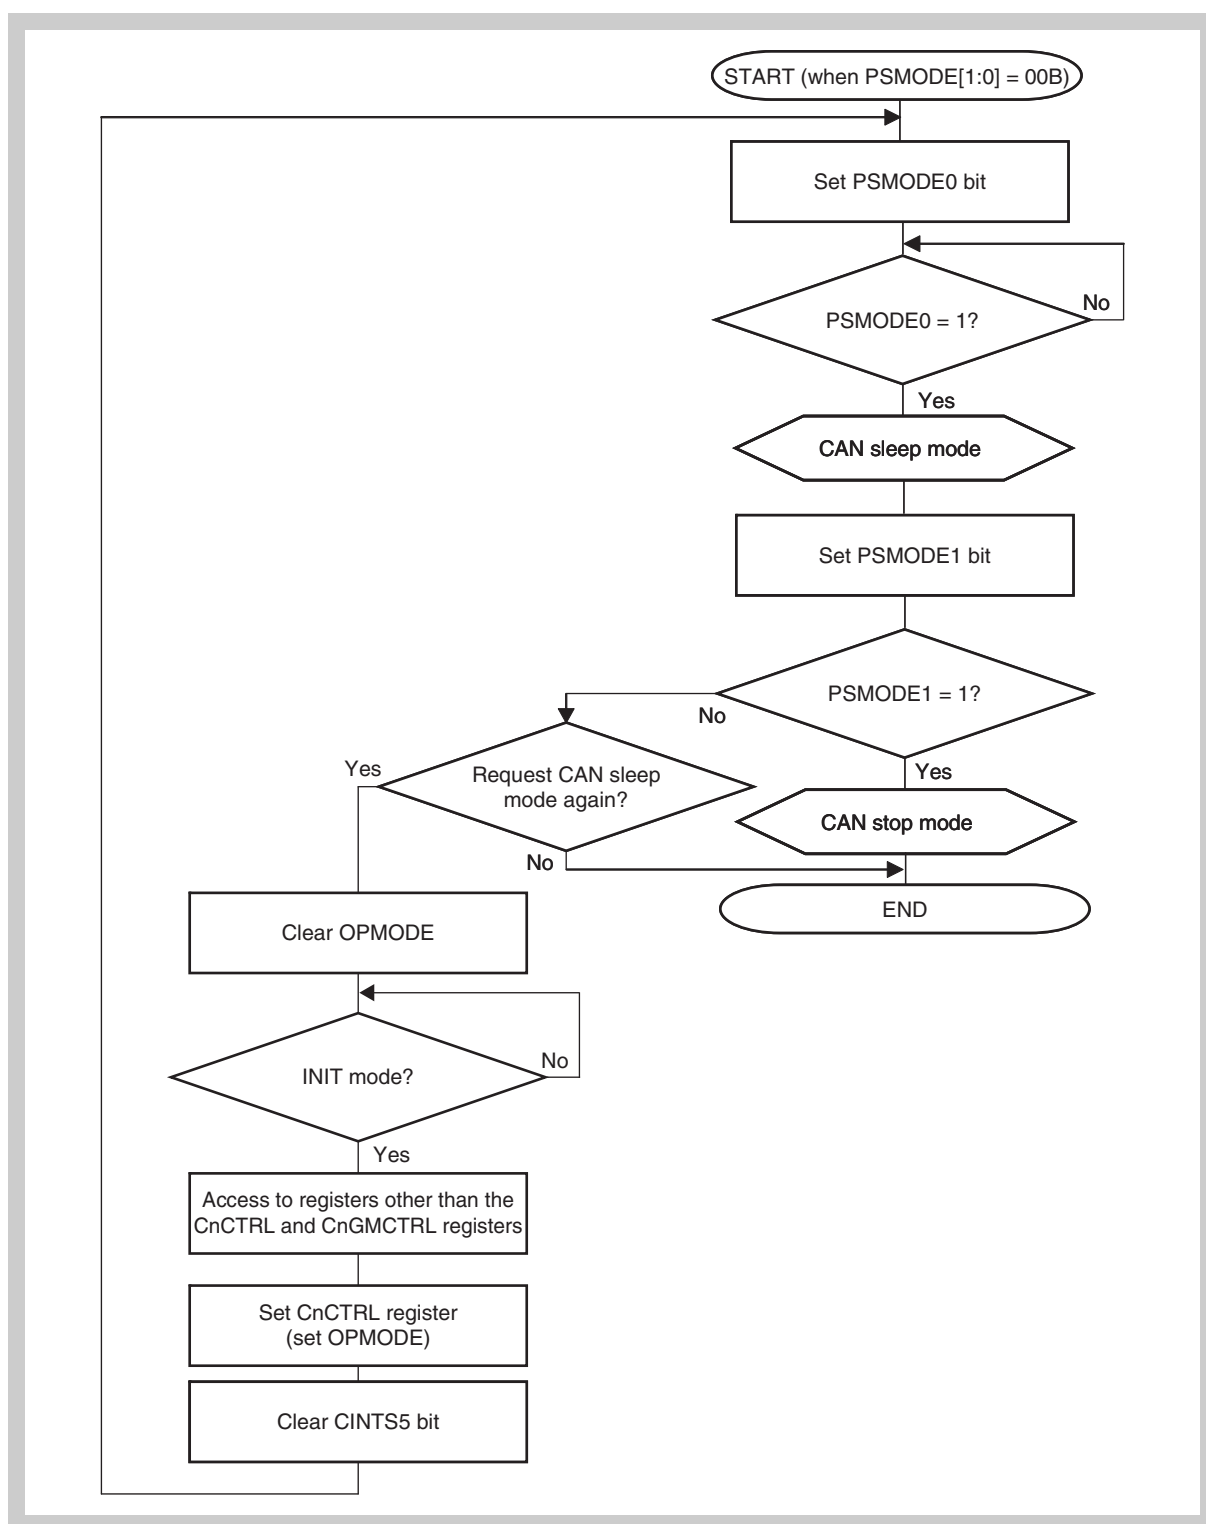 START (when PSMODE[1:0] = 00B)
Set PSMODE0 bit
PSMODE0 = 1?
No
Yes
CAN sleep mode
Set PSMODE1 bit
PSMODE1 = 1?
No
Yes
Request CAN sleep
mode again?
Yes
No
CAN stop mode
END
Clear OPMODE
INIT mode?
No
Yes
Access to registers other than the
CnCTRL and CnGMCTRL registers
Set CnCTRL register
(set OPMODE)
Clear CINTS5 bit